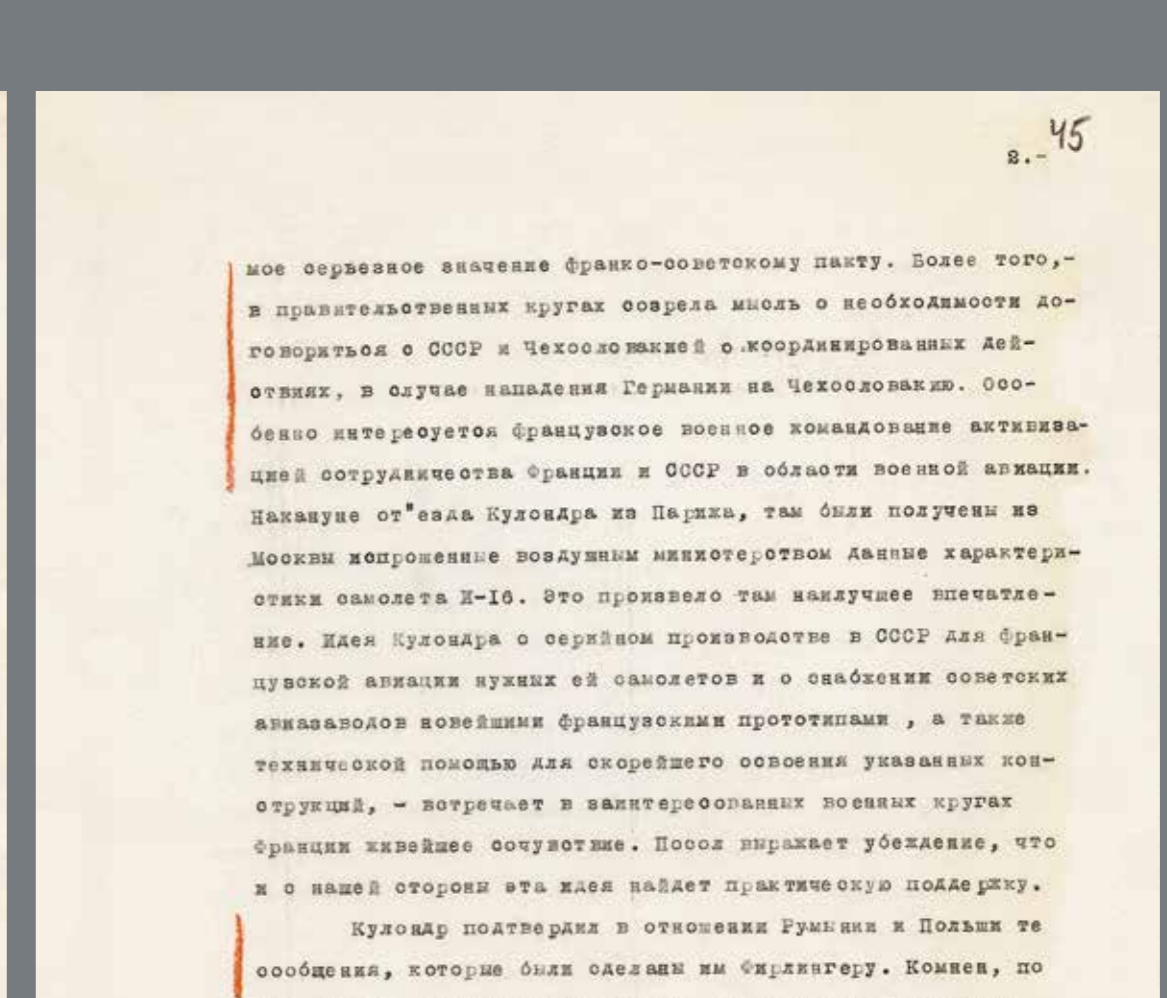 45
2.-
мое серьезное значение франко-советскому пакту. Более того,-
в правительственных кругах созрела мысль о необходимости до-
говориться с СССР и Чехословакией о координированных дей-
ствиях, в случае нападения Германии на Чехословакию. Осо-
бенно интересуется французское военное командование активиза-
цией сотрудничества Франции и СССР в области военной авиации.
Накануне от"езда Кулондра из Парижа, там были получены из
Москвы испрошенные воздушным министерством данные характери-
стики самолета И-16. Это произвело там наилучшее впечатле-
ние. Идея Кулондра о серийном производстве в СССР для фран-
цузской авиации нужных ей самолетов и о снабжении советских
авиазаводов новейшими французскими прототипами , а также
технической помощью для скорейшего освоения указанных кон-
струкций, - встречает в заинтересованных военных кругах
Франции живейшее сочувствие. Посол выражает убеждение, что
и с нашей стороны эта идея найдет практическую поддержку.
Кулондр подтвердил в отношении Румынии и Польши те
сообщения, которые были сделаны им Фирлингеру. Комнен, по